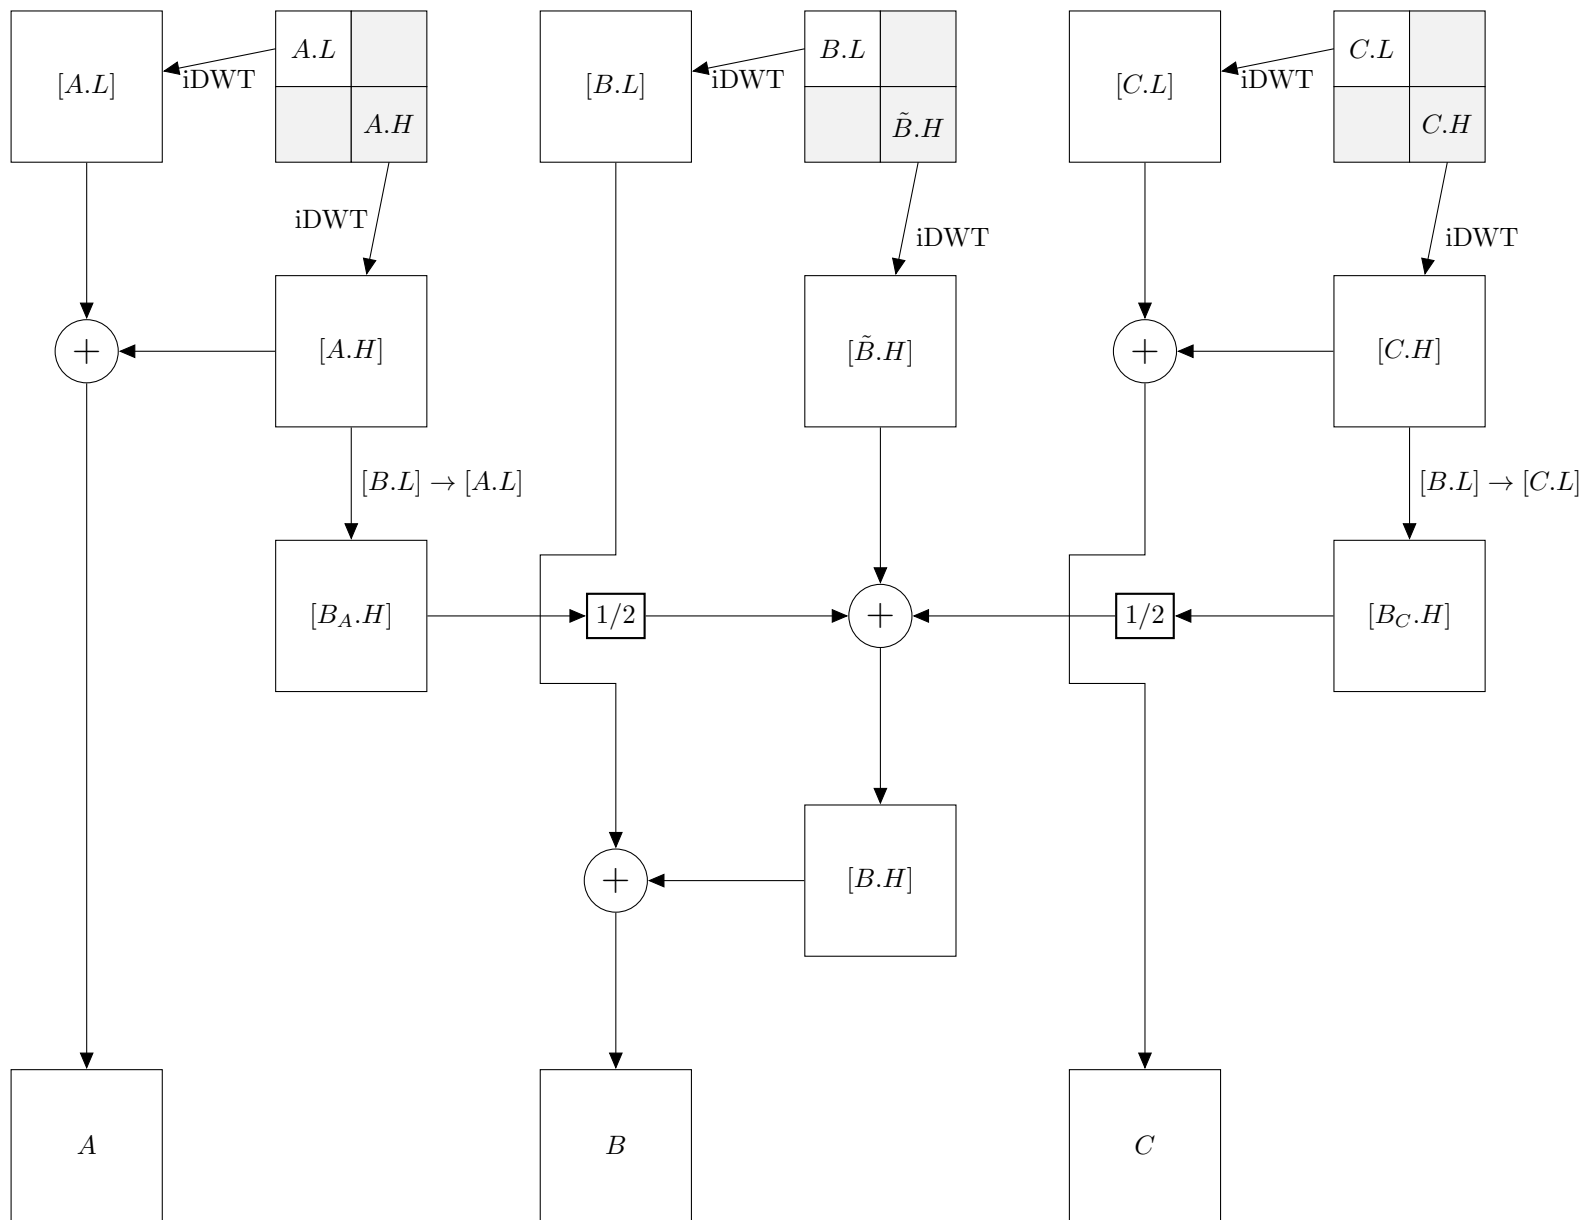 [A.L] iDWT A.L [B.L] iDWT B.L [C.L] iDWT C.L
A.H B̃.H C.H
iDWT iDWT iDWT
+ [A.H] [B̃.H] + [C.H]
[B.L] → [A.L] [B.L] → [C.L]
[B_A.H] 1/2 + 1/2 [B_C.H]
+ [B.H]
A B C